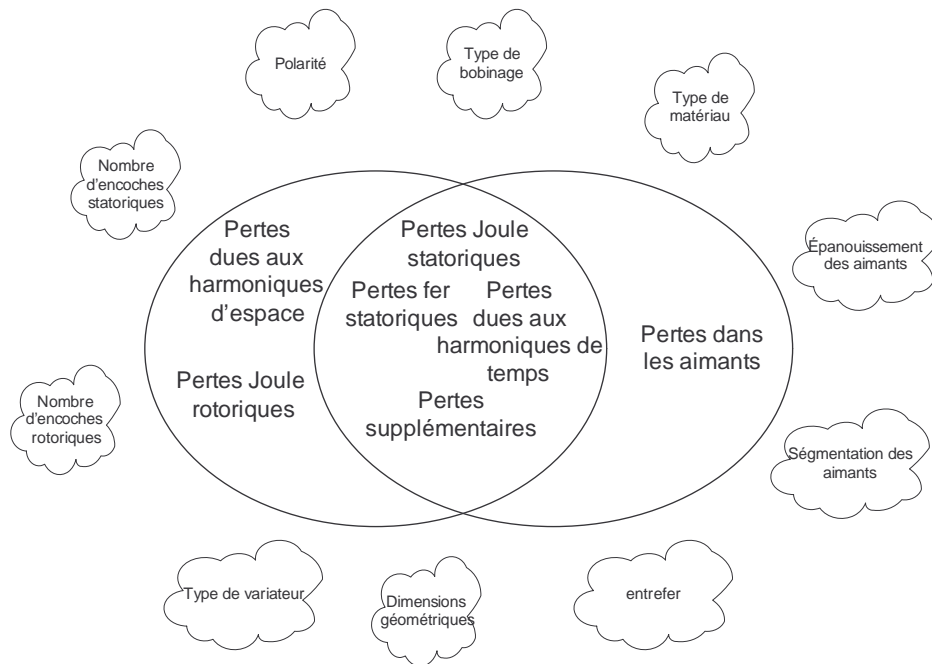 Polarité
Type de
bobinage
Type de
matériau
Nombre
d'encoches
statoriques
Pertes
dues aux
harmoniques
d'espace
Pertes Joule
statoriques
Pertes fer
statoriques
Pertes
dues aux
harmoniques de
temps
Épanouissement
des aimants
Pertes dans
les aimants
Pertes Joule
rotoriques
Pertes
supplémentaires
Nombre
d'encoches
rotoriques
Ségmentation des
aimants
Type de variateur
Dimensions
géométriques
entrefer